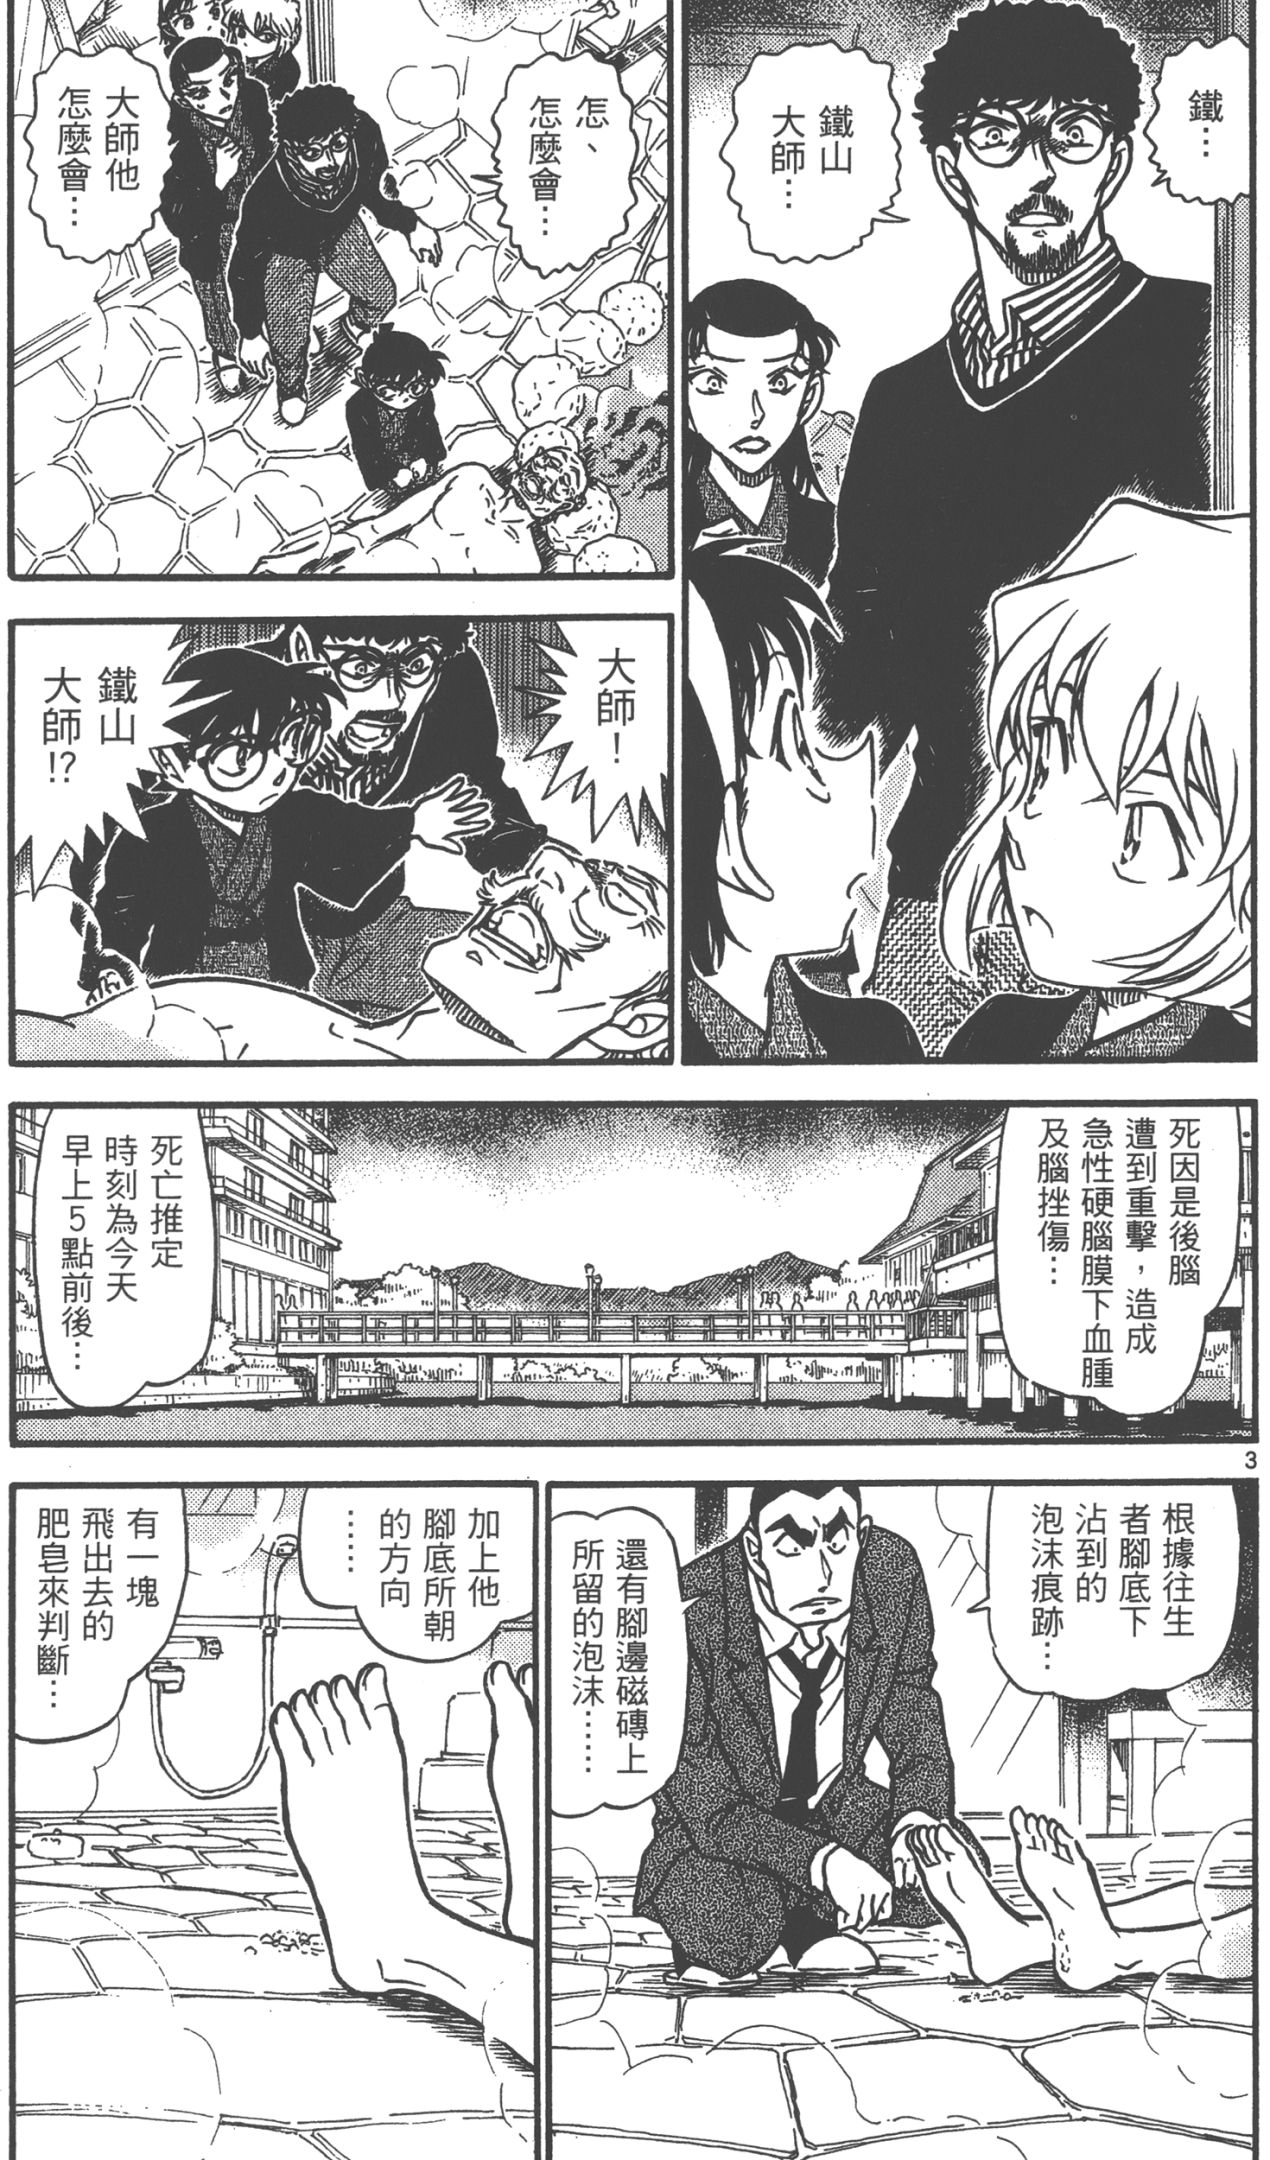 鐵⋯
鐵山
大師⋯
怎、
怎麼會⋯
大師他
怎麼會⋯
大師！
鐵山
大師!?
死因是後腦
遭到重擊，造成
急性硬腦膜下血腫
及腦挫傷⋯
死亡推定
時刻為今天
早上5點前後⋯
3
根據往生
者腳底下
沾到的
泡沫痕跡⋯
還有腳邊磁磚上
所留的泡沫⋯⋯
加上他
腳底所朝
的方向
⋯⋯
有一塊
飛出去的
肥皂來判斷⋯